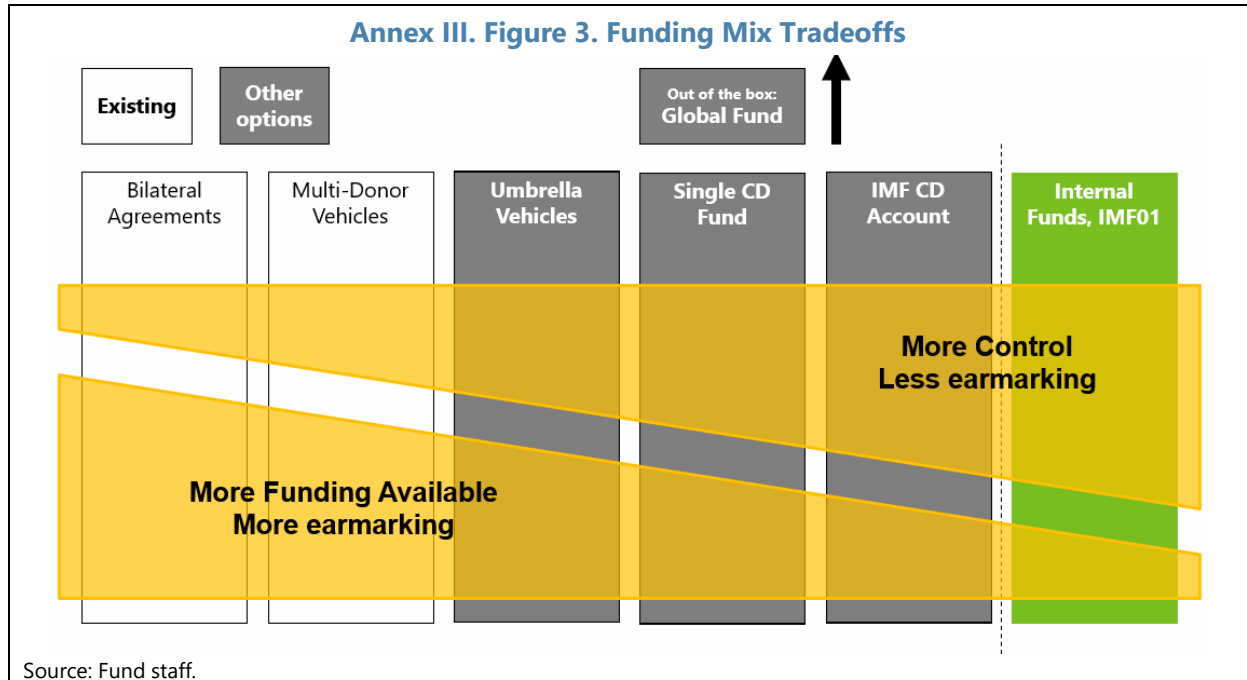 Annex III. Figure 3. Funding Mix Tradeoffs
Existing
Other
options
Out of the box:
Global Fund
Bilateral
Agreements
Multi-Donor
Vehicles
Umbrella
Vehicles
Single CD
Fund
IMF CD
Account
Internal
Funds, IMF01
More Control
Less earmarking
More Funding Available
More earmarking
Source: Fund staff.